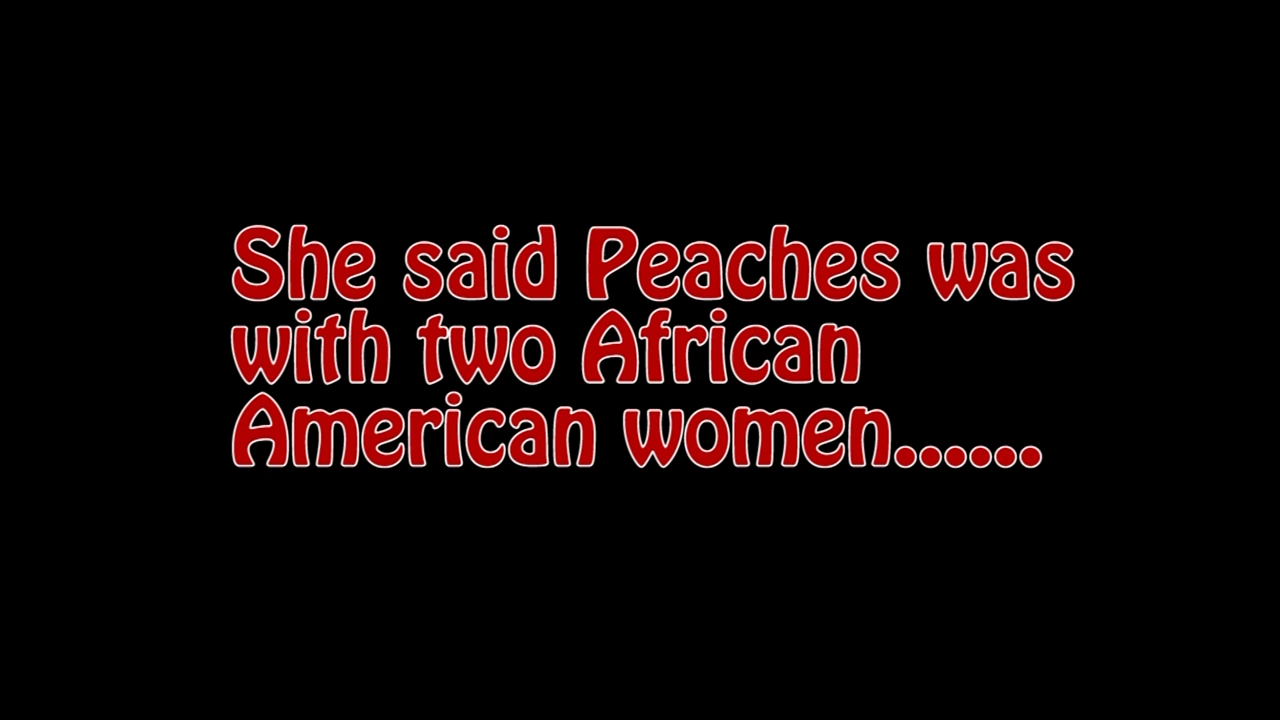 She said Peaches was
with two African
American women......